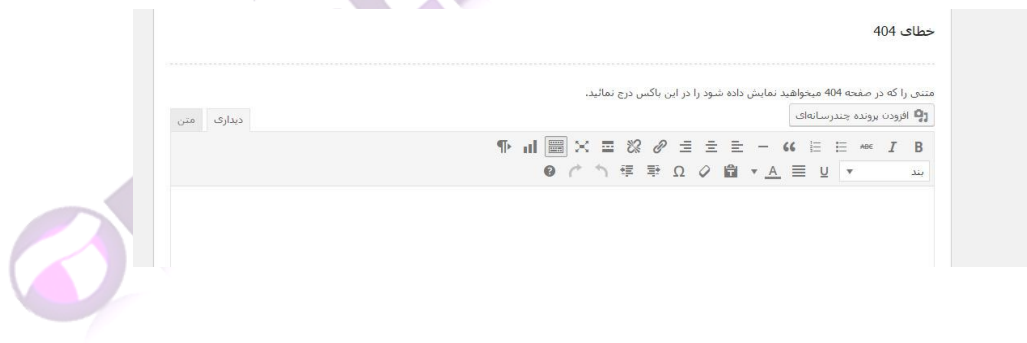 خطای 404
متنی را که در صفحه 404 میخواهید نمایش داده شود را در این باکس درج نمائید.
افزودن پرونده چندرسانه‌ای
دیداری متن
B I ABC
بند U A Ω